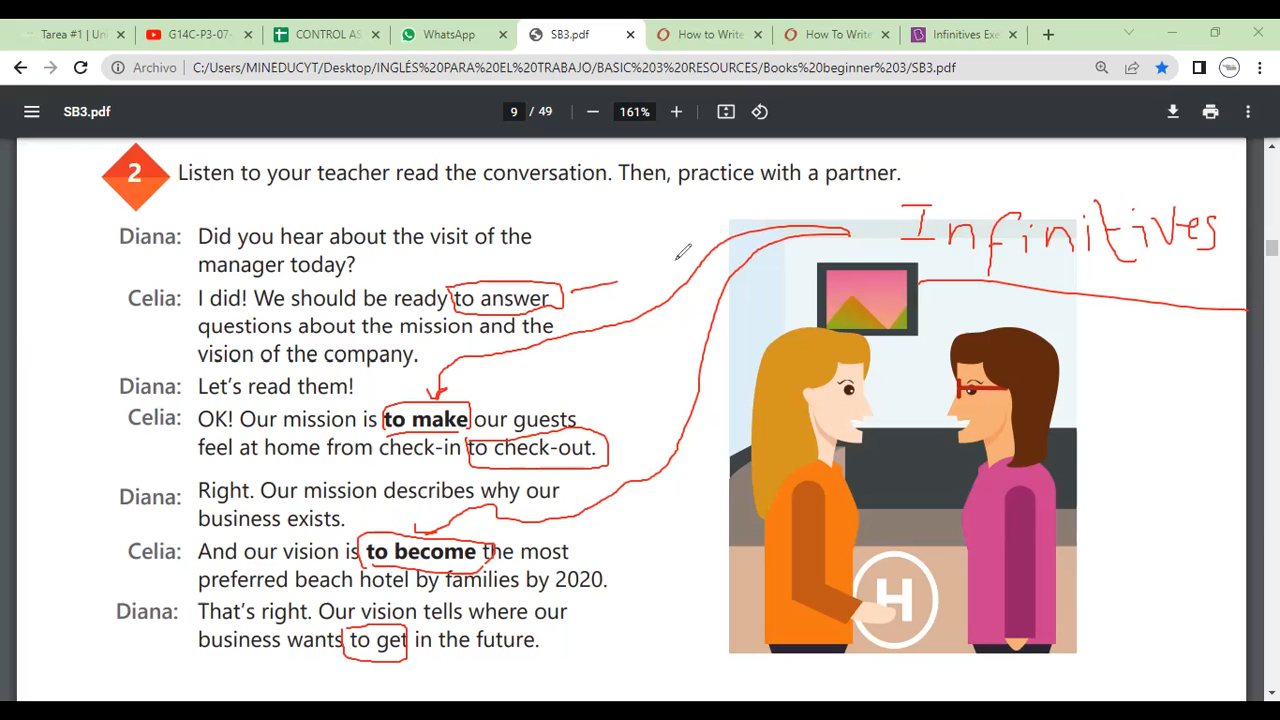 Tarea #1 | Uni
G14C-P3-07-
CONTROL AS
WhatsApp
SB3.pdf
How to Write
How To Write
Infinitives Exe
Archivo
C:/Users/MINEDUCYT/Desktop/INGLÉS%20PARA%20EL%20TRABAJO/BASIC%203%20RESOURCES/Books%20beginner%203/SB3.pdf
SB3.pdf
9 / 49
161%
2 Listen to your teacher read the conversation. Then, practice with a partner.
Infinitives
Diana: Did you hear about the visit of the
manager today?
Celia: I did! We should be ready to answer
questions about the mission and the
vision of the company.
Diana: Let's read them!
Celia: OK! Our mission is to make our guests
feel at home from check-in to check-out.
Diana: Right. Our mission describes why our
business exists.
Celia: And our vision is to become the most
preferred beach hotel by families by 2020.
Diana: That's right. Our vision tells where our
business wants to get in the future.
H